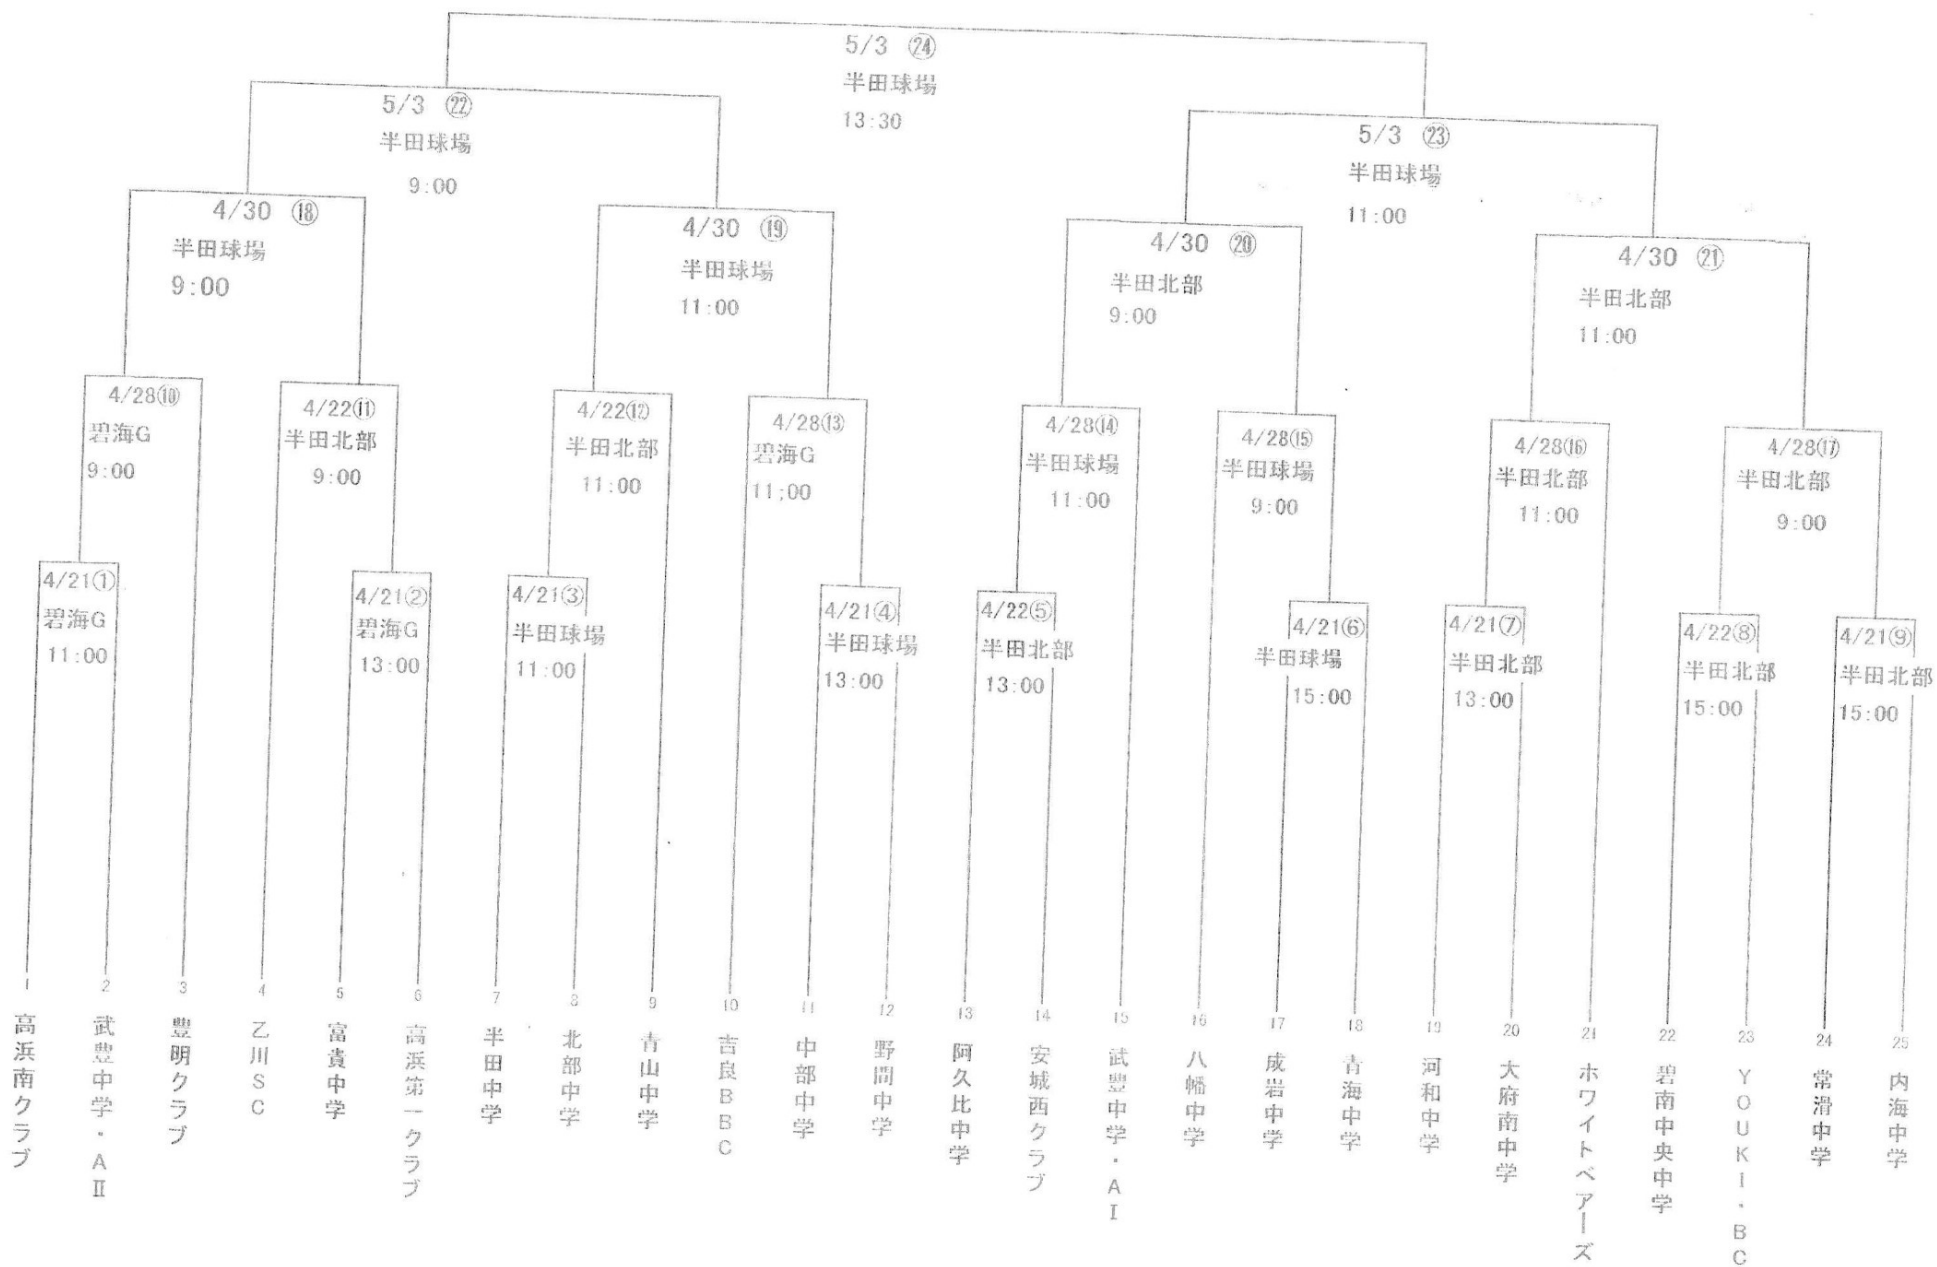 5/3 ㉔
半田球場
13:30
5/3 ㉒
半田球場
9:00
5/3 ㉓
半田球場
11:00
4/30 ⑱
半田球場
9:00
4/30 ⑲
半田球場
11:00
4/30 ⑳
半田北部
9:00
4/30 ㉑
半田北部
11:00
4/28⑩
碧海G
9:00
4/22⑪
半田北部
9:00
4/22⑫
半田北部
11:00
4/28⑬
碧海G
11;00
4/28⑭
半田球場
11:00
4/28⑮
半田球場
9:00
4/28⑯
半田北部
11:00
4/28⑰
半田北部
9:00
4/21①
碧海G
11:00
4/21②
碧海G
13:00
4/21③
半田球場
11:00
4/21④
半田球場
13:00
4/22⑤
半田北部
13:00
4/21⑥
半田球場
15:00
4/21⑦
半田北部
13:00
4/22⑧
半田北部
15:00
4/21⑨
半田北部
15:00
1
高浜南クラブ
2
武豊中学・AⅡ
3
豊明クラブ
4
乙川SC
5
富貴中学
6
高浜第一クラブ
7
半田中学
8
北部中学
9
青山中学
10
吉良BBC
11
中部中学
12
野間中学
13
阿久比中学
14
安城西クラブ
15
武豊中学・AⅠ
16
八幡中学
17
成岩中学
18
青海中学
19
河和中学
20
大府南中学
21
ホワイトベアーズ
22
碧南中央中学
23
YOUKI・BC
24
常滑中学
25
内海中学